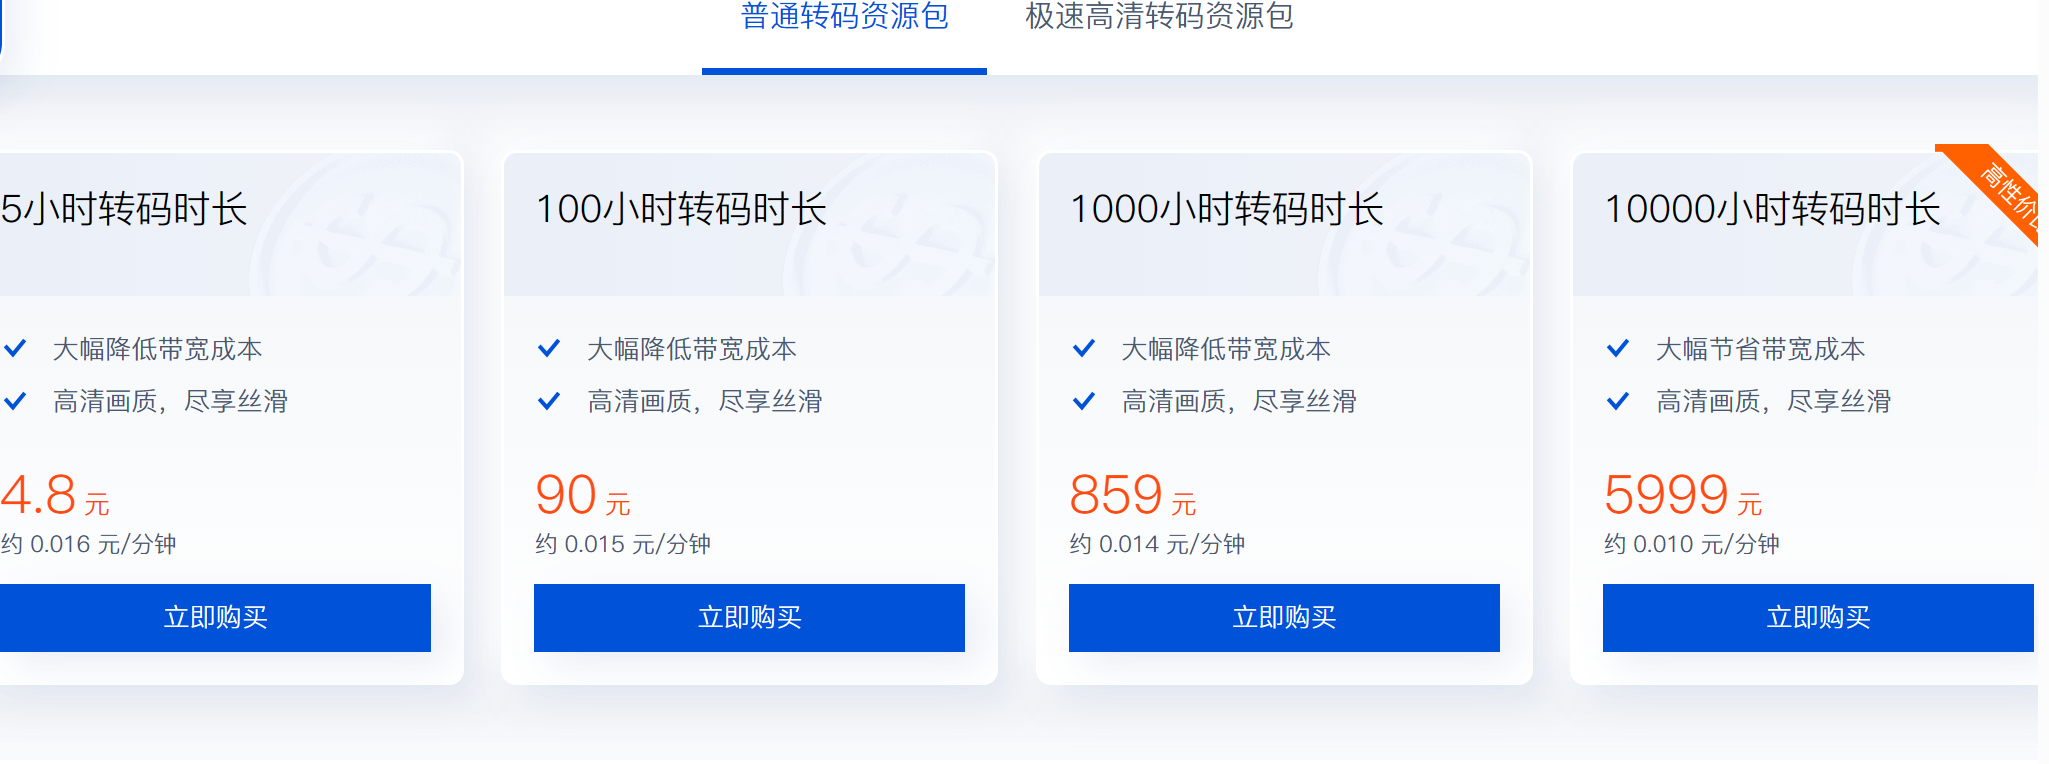 普通转码资源包
极速高清转码资源包
5小时转码时长
大幅降低带宽成本
高清画质，尽享丝滑
4.8 元
约 0.016 元/分钟
立即购买
100小时转码时长
大幅降低带宽成本
高清画质，尽享丝滑
90 元
约 0.015 元/分钟
立即购买
1000小时转码时长
大幅降低带宽成本
高清画质，尽享丝滑
859 元
约 0.014 元/分钟
立即购买
10000小时转码时长
高性价
大幅节省带宽成本
高清画质，尽享丝滑
5999 元
约 0.010 元/分钟
立即购买